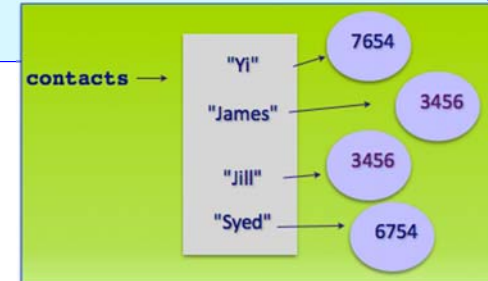 contacts
"Yi" 7654
"James" 3456
"Jill" 3456
"Syed" 6754